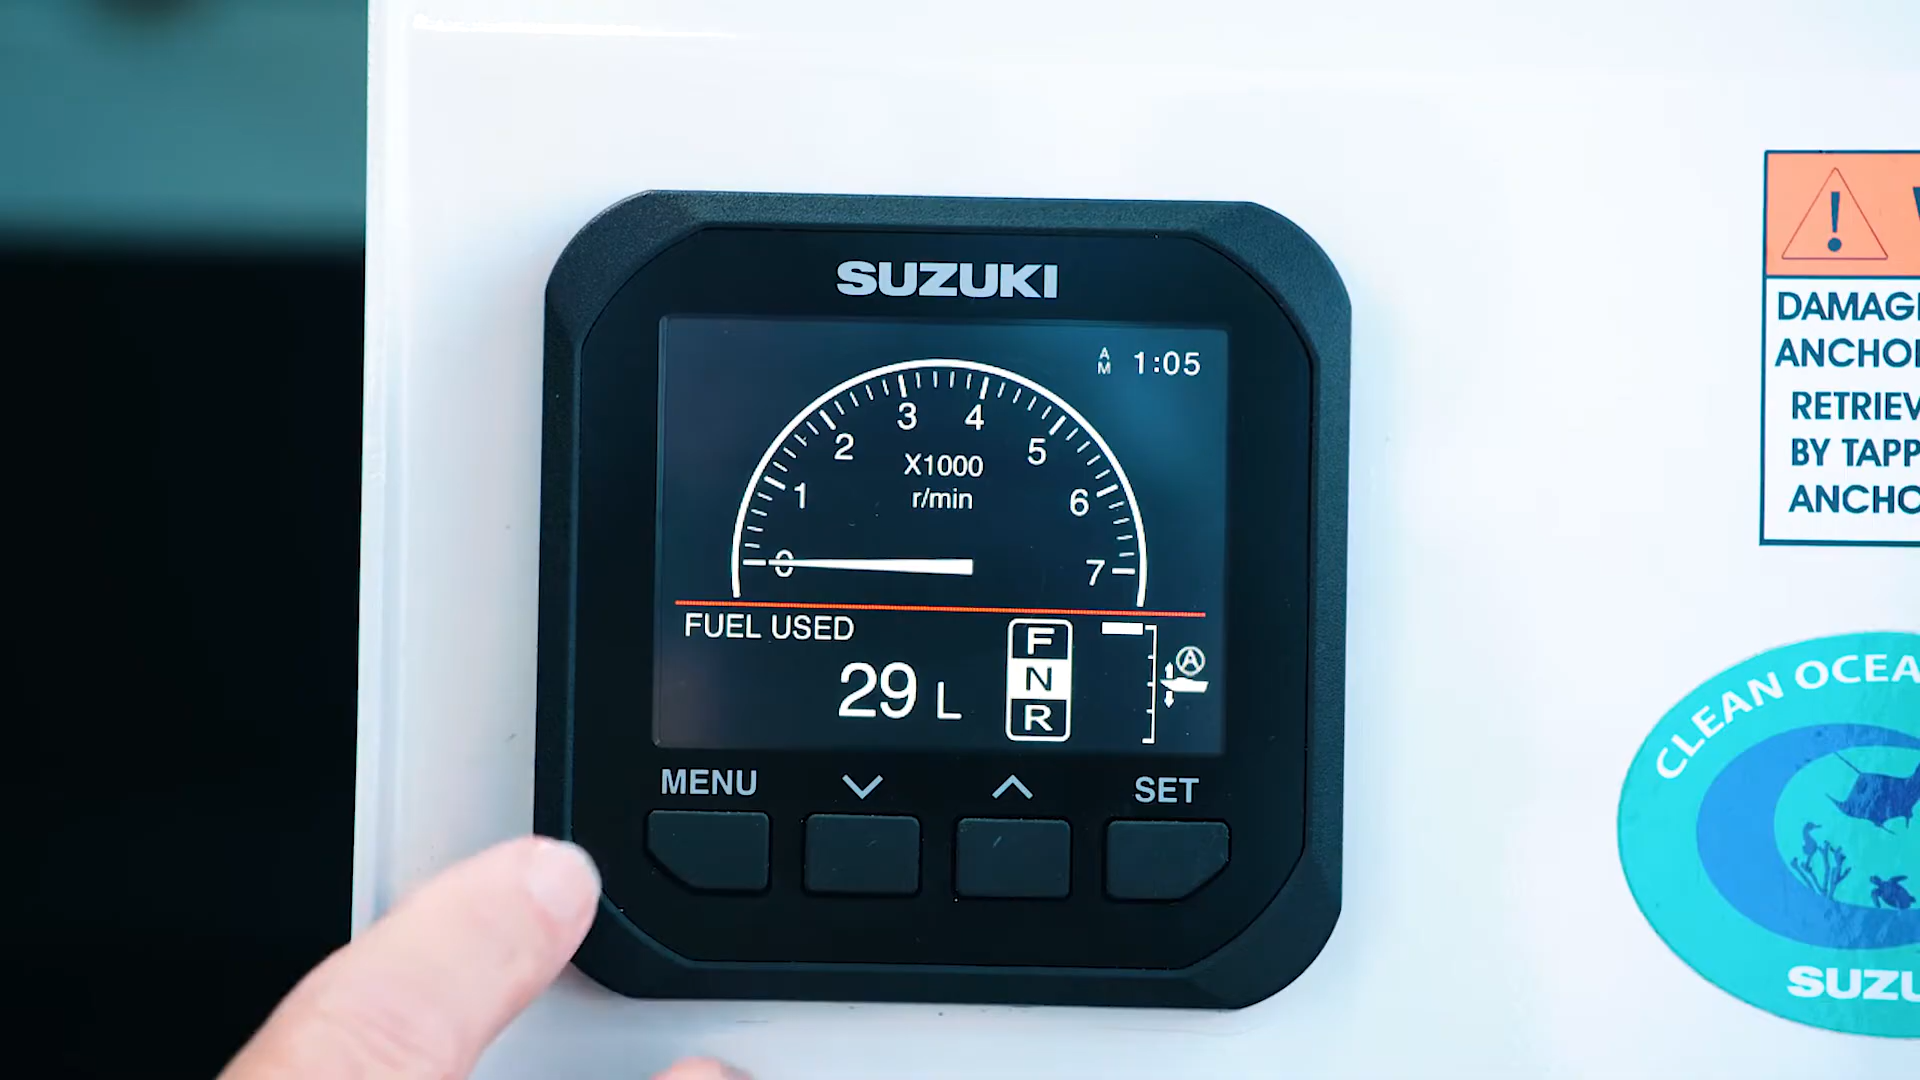 SUZUKI
AM 1:05
0 1 2 3 4 5 6 7
X1000
r/min
FUEL USED
29 L
F
N
R
A
MENU
SET
DAMAG
ANCHO
RETRIEV
BY TAPP
ANCHO
CLEAN OCEA
SUZU